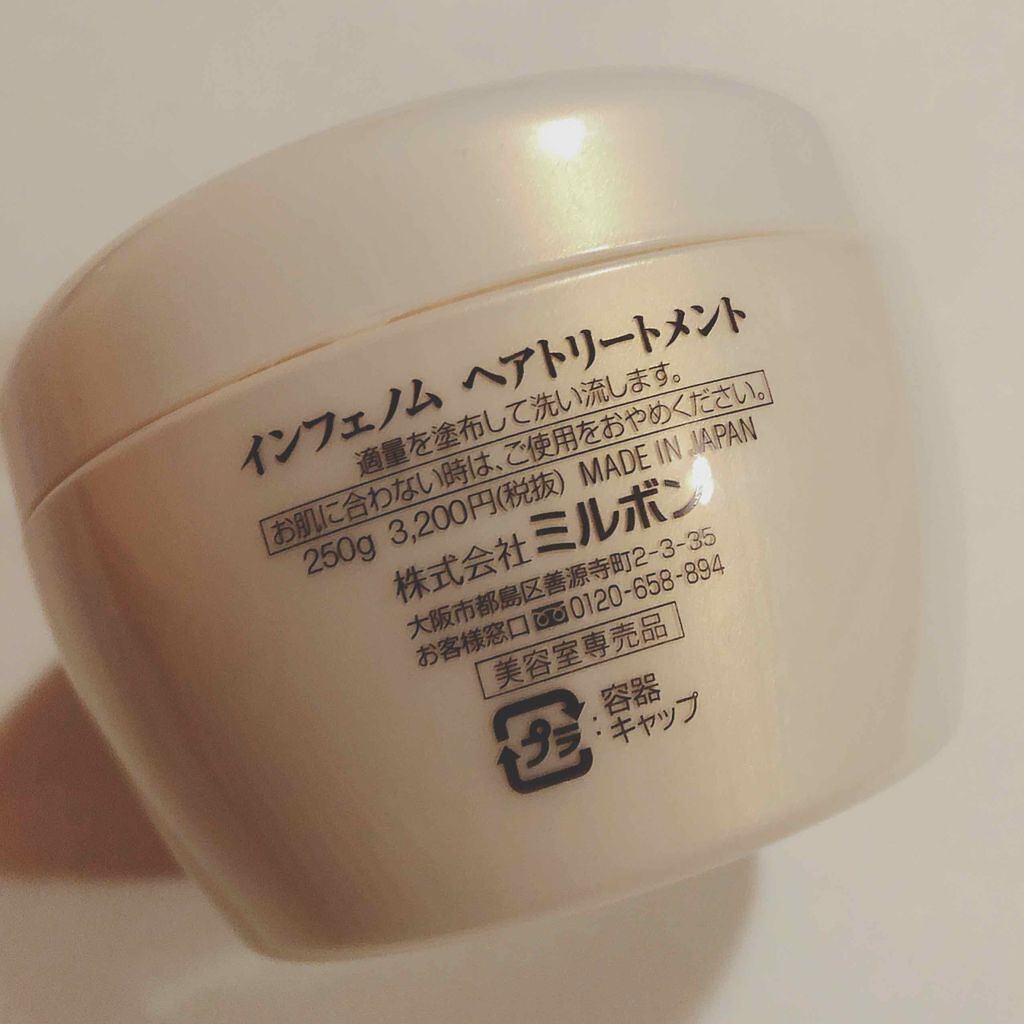 インフェノム ヘアトリートメント
適量を塗布して洗い流します。
お肌に合わない時は、ご使用をおやめください。
250g 3,200円(税抜) MADE IN JAPAN
株式会社 ミルボン
大阪市都島区善源寺町2-3-35
お客様窓口 0120-658-894
美容室専売品
プラ : 容器
キャップ